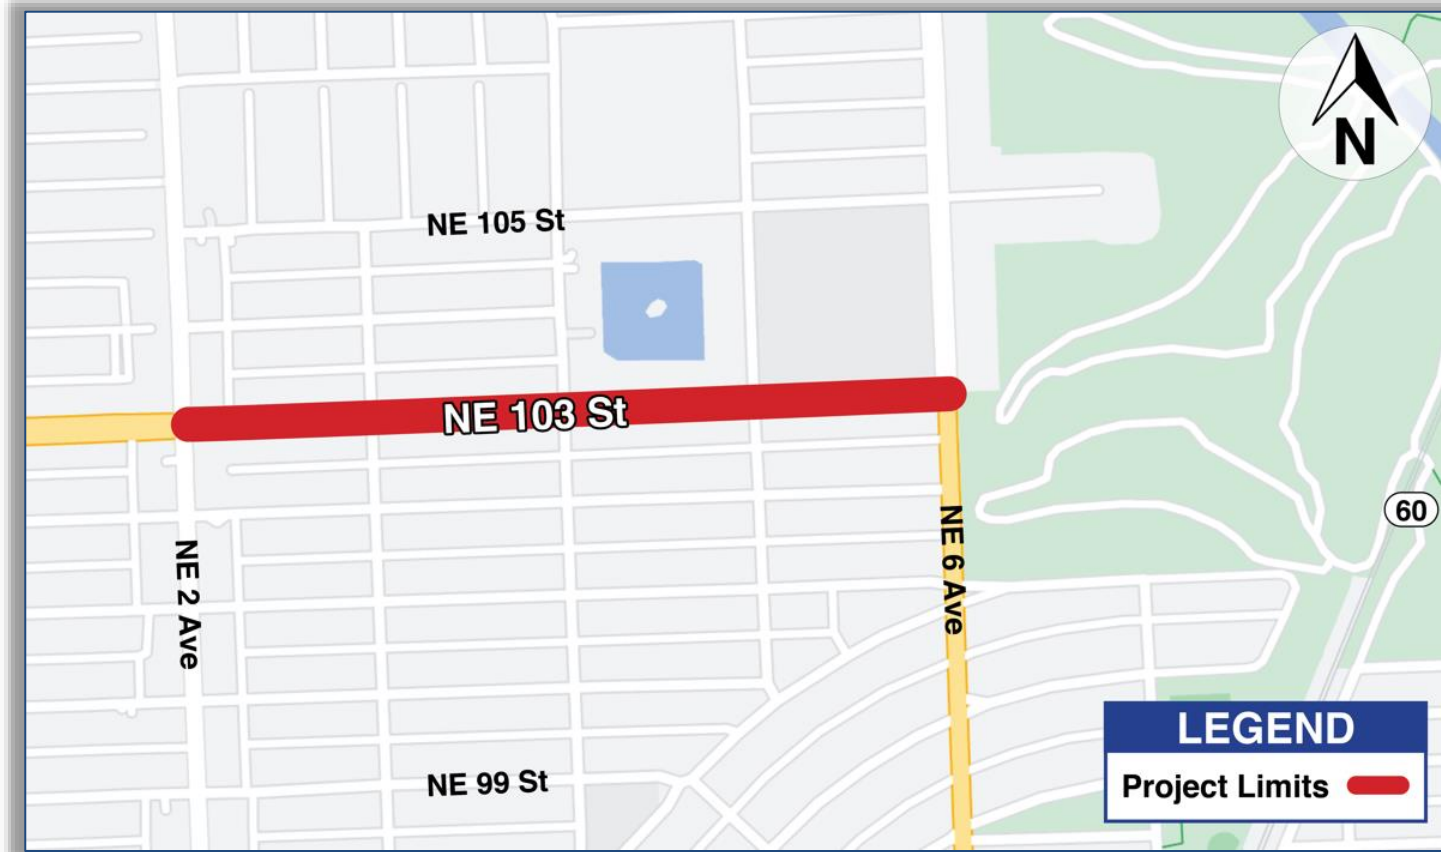 N
NE 105 St
NE 103 St
60
NE 2 Ave
NE 6 Ave
NE 99 St
LEGEND
Project Limits